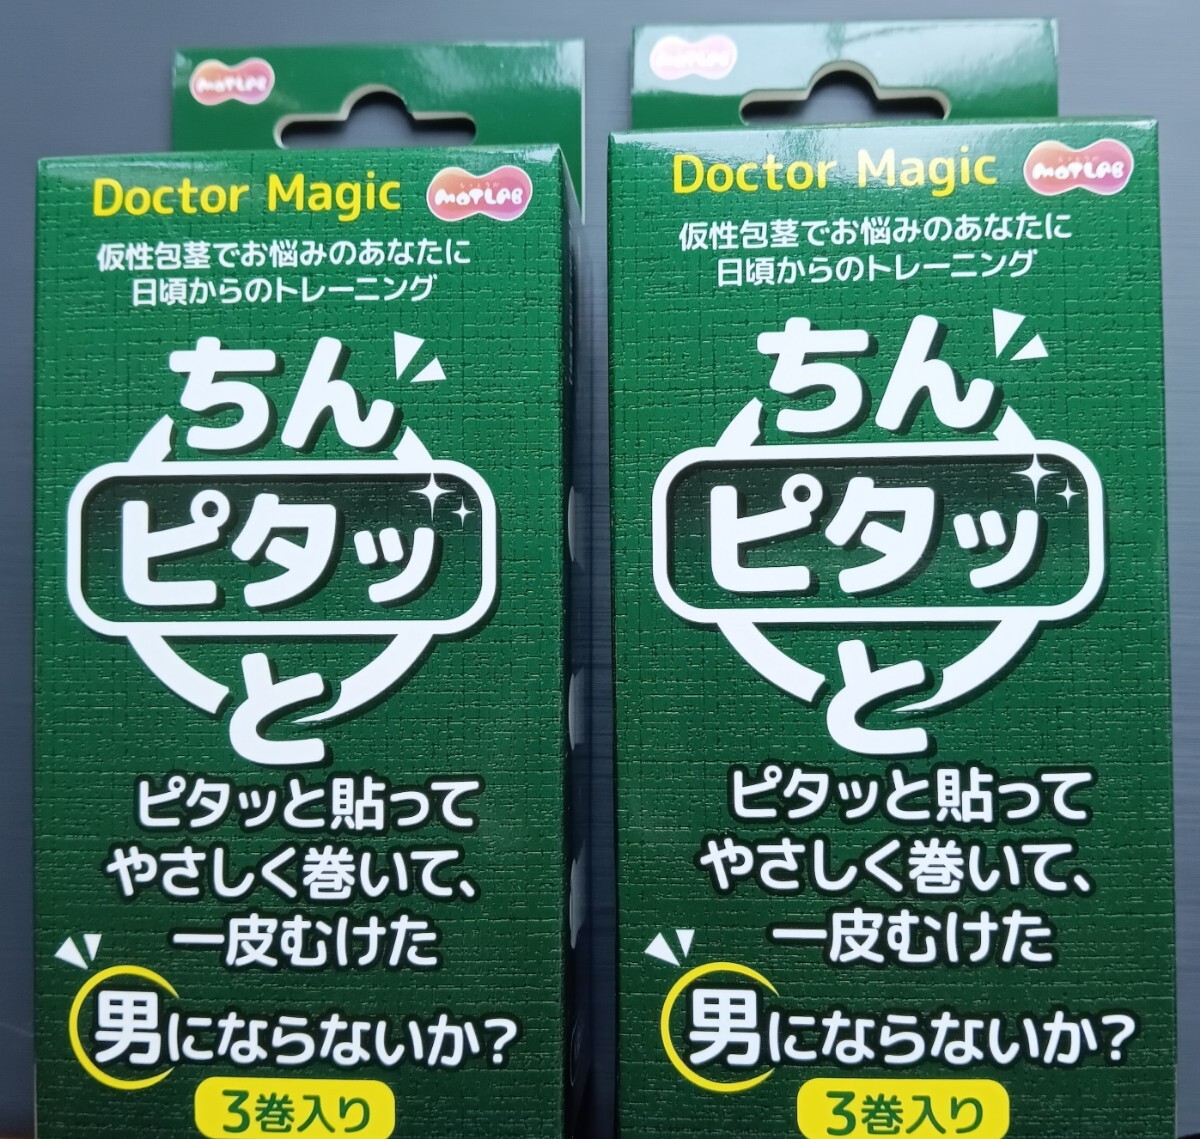 MOTLAB
Doctor Magic
MOTLAB
仮性包茎でお悩みのあなたに
日頃からのトレーニング
ちん
ピタッ
と
ピタッと貼って
やさしく巻いて、
一皮むけた
男にならないか?
3巻入り
MOTLAB
Doctor Magic
MOTLAB
仮性包茎でお悩みのあなたに
日頃からのトレーニング
ちん
ピタッ
と
ピタッと貼って
やさしく巻いて、
一皮むけた
男にならないか?
3巻入り